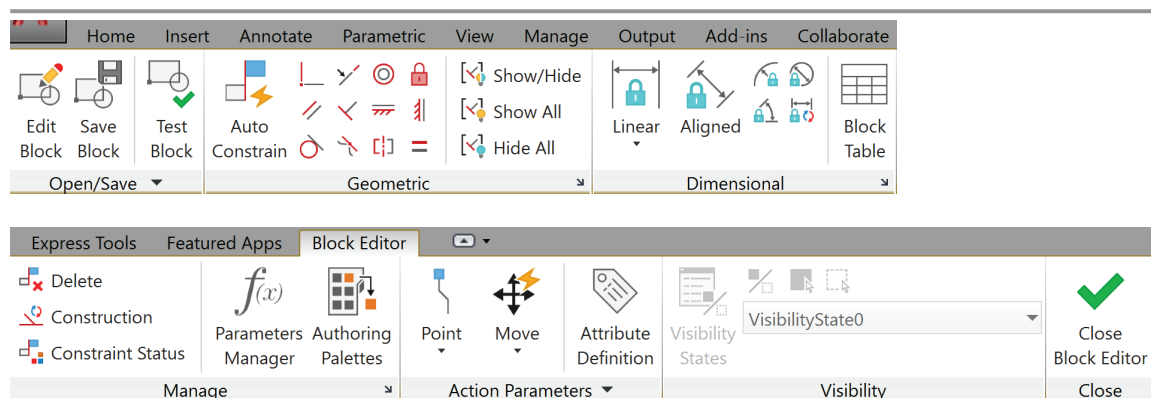 Home Insert Annotate Parametric View Manage Output Add-ins Collaborate
Show/Hide
Show All
Hide All
Edit Block
Save Block
Test Block
Auto Constrain
Linear
Aligned
Block Table
Open/Save
Geometric
Dimensional
Express Tools Featured Apps Block Editor
Delete
Construction
Constraint Status
f(x)
Parameters Manager
Authoring Palettes
Point
Move
Attribute Definition
Visibility States
VisibilityState0
Close Block Editor
Manage
Action Parameters
Visibility
Close